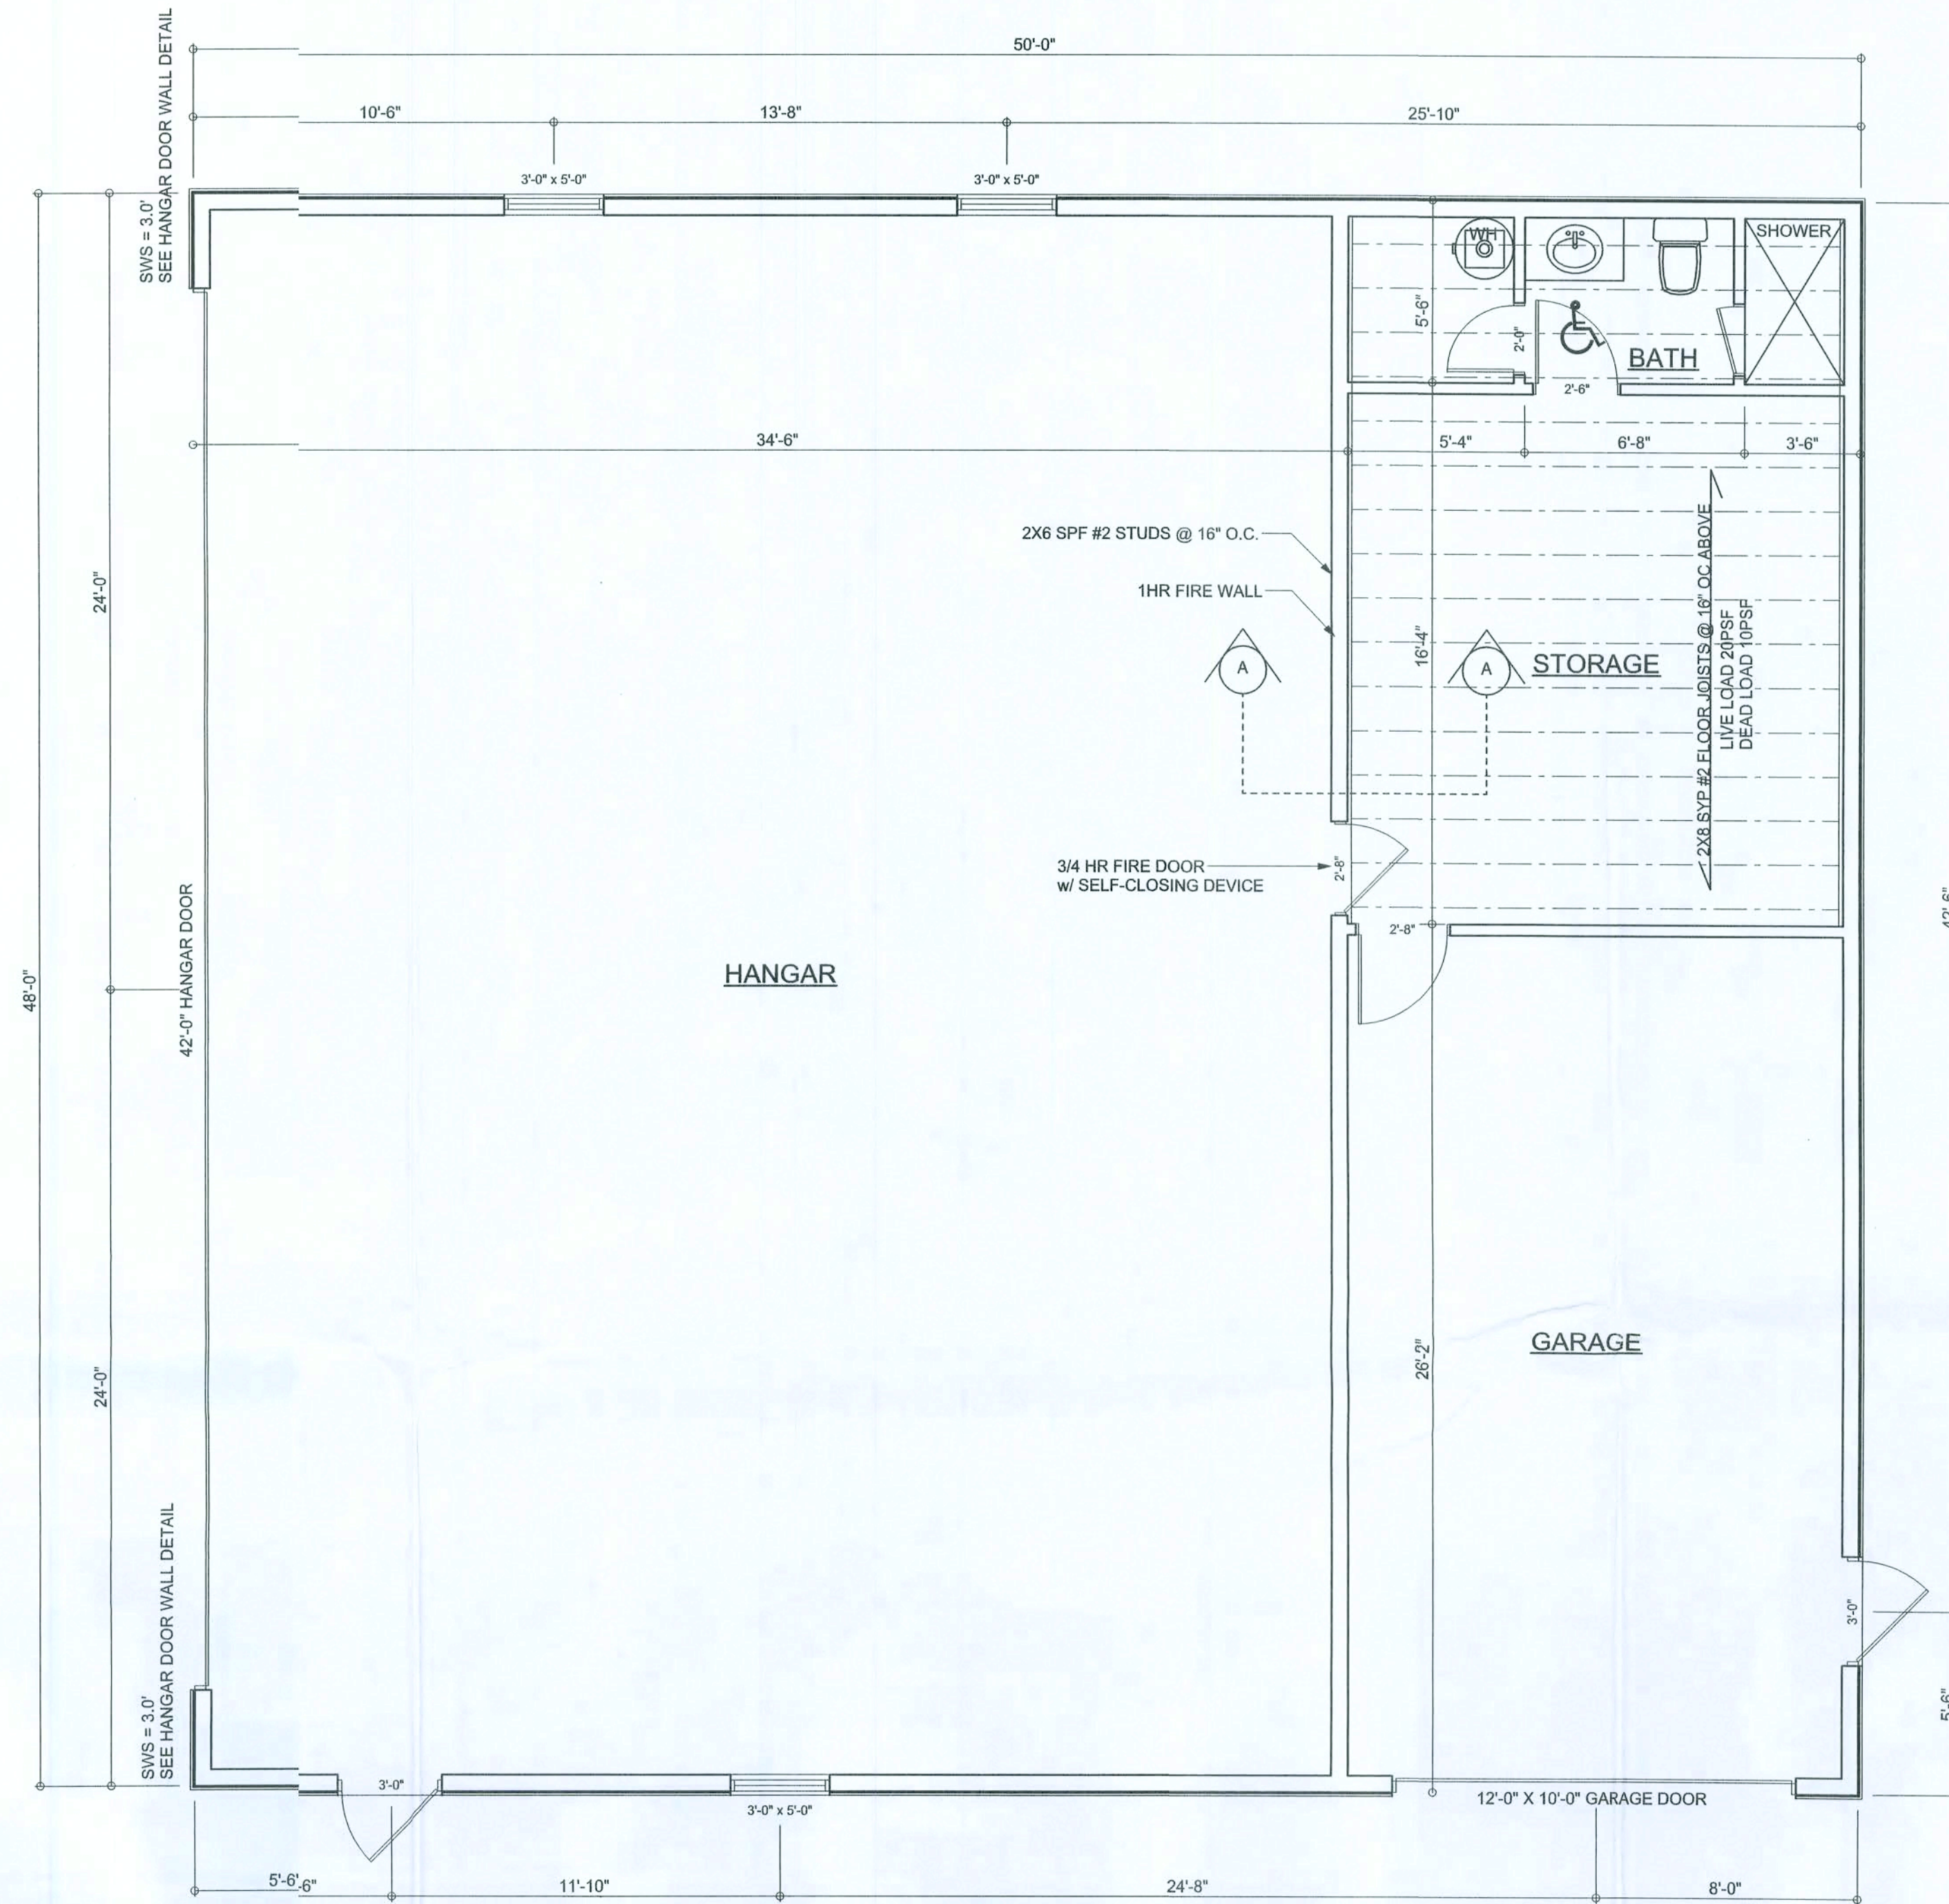 50'-0"
10'-6"
13'-8"
25'-10"
SWS = 3.0'
SEE HANGAR DOOR WALL DETAIL
3'-0" x 5'-0"
3'-0" x 5'-0"
WH
SHOWER
5'-6"
2'-0"
BATH
2'-6"
34'-6"
5'-4"
6'-8"
3'-6"
24'-0"
2X6 SPF #2 STUDS @ 16" O.C.
1HR FIRE WALL
A
A
16'-4"
STORAGE
2X8 SYP #2 FLOOR JOISTS @ 16" OC ABOVE
LIVE LOAD 20PSF
DEAD LOAD 10PSF
3/4 HR FIRE DOOR
w/ SELF-CLOSING DEVICE
2'-8"
2'-8"
48'-0"
42'-0" HANGAR DOOR
HANGAR
24'-0"
26'-2"
GARAGE
3'-0"
SWS = 3.0'
SEE HANGAR DOOR WALL DETAIL
3'-0"
3'-0" x 5'-0"
12'-0" X 10'-0" GARAGE DOOR
5'-6'
-6"
11'-10"
24'-8"
8'-0"